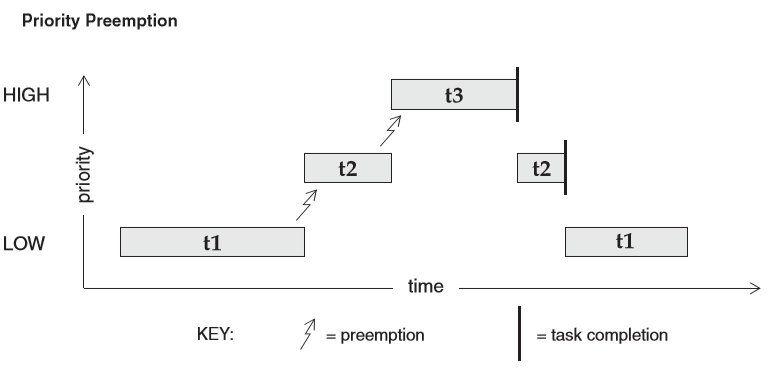 Priority Preemption
HIGH
t3
priority
t2
t2
LOW
t1
t1
time
KEY:
= preemption
= task completion